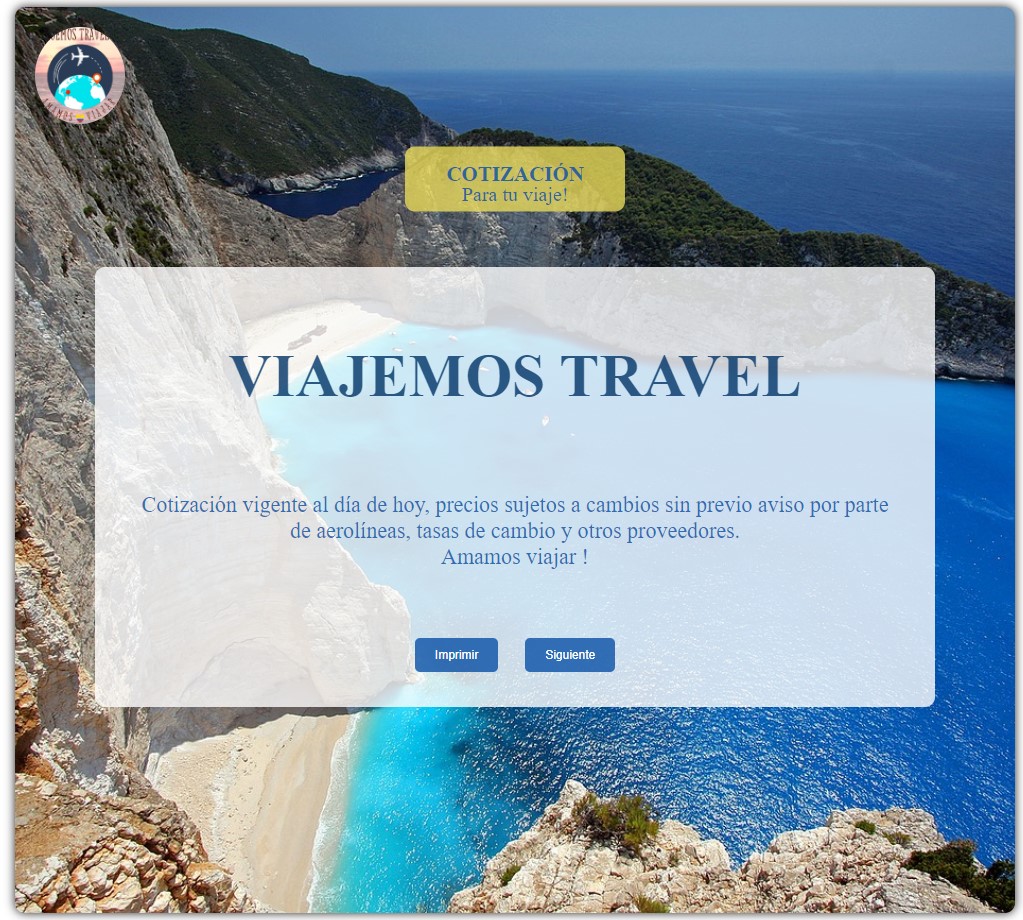 VIAJEMOS TRAVEL
AMAMOS VIAJAR
COTIZACIÓN
Para tu viaje!
VIAJEMOS TRAVEL
Cotización vigente al día de hoy, precios sujetos a cambios sin previo aviso por parte
de aerolíneas, tasas de cambio y otros proveedores.
Amamos viajar !
Imprimir Siguiente